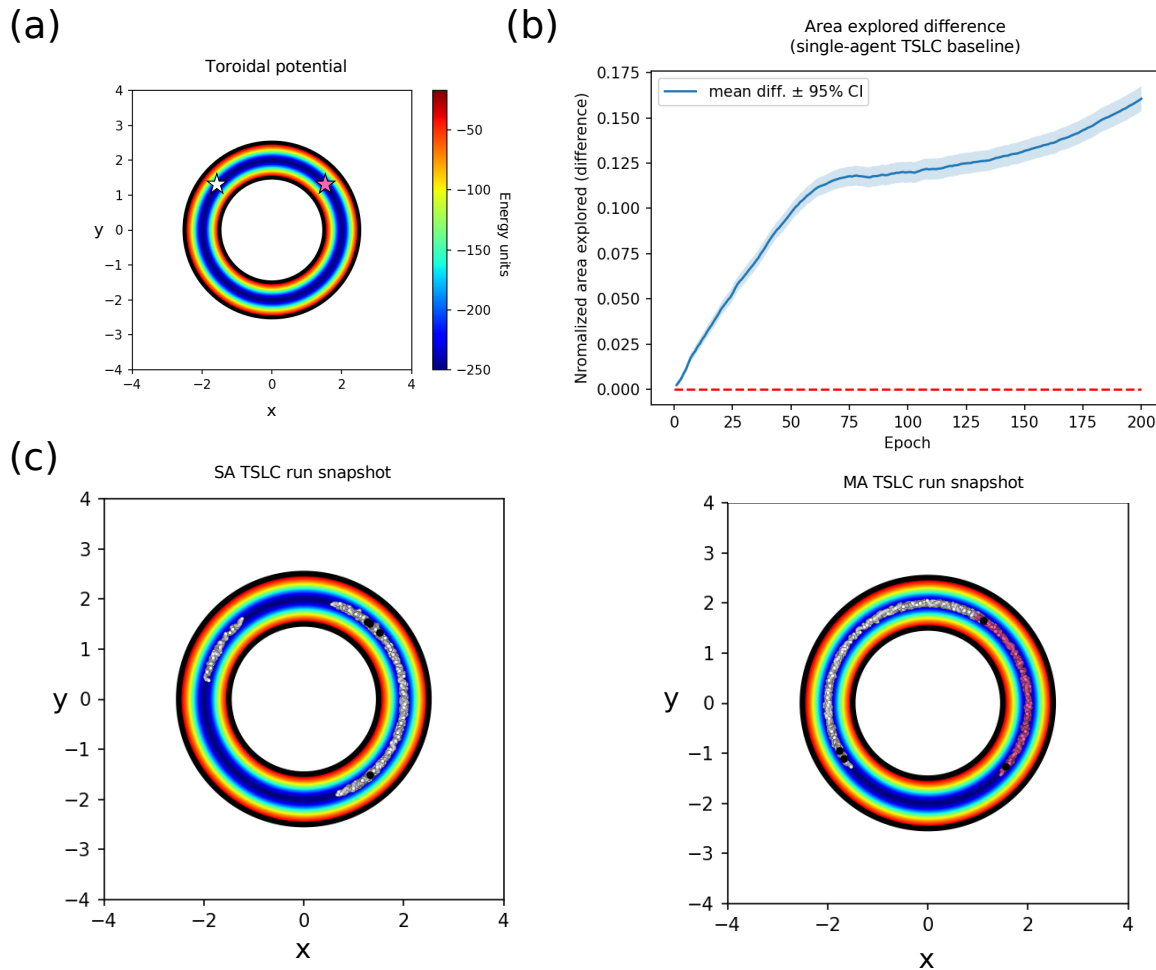 (a)
Toroidal potential
4
3
2
1
y 0
−1
−2
−3
−4
−4 −2 0 2 4
x
−50
−100
−150
−200
−250
Energy units
(b)
Area explored difference
(single-agent TSLC baseline)
mean diff. ± 95% CI
0.175
0.150
0.125
0.100
0.075
0.050
0.025
0.000
Nromalized area explored (difference)
0 25 50 75 100 125 150 175 200
Epoch
(c)
SA TSLC run snapshot
4
3
2
1
y 0
−1
−2
−3
−4
−4 −2 0 2 4
x
MA TSLC run snapshot
4
3
2
1
y 0
−1
−2
−3
−4
−4 −2 0 2 4
x